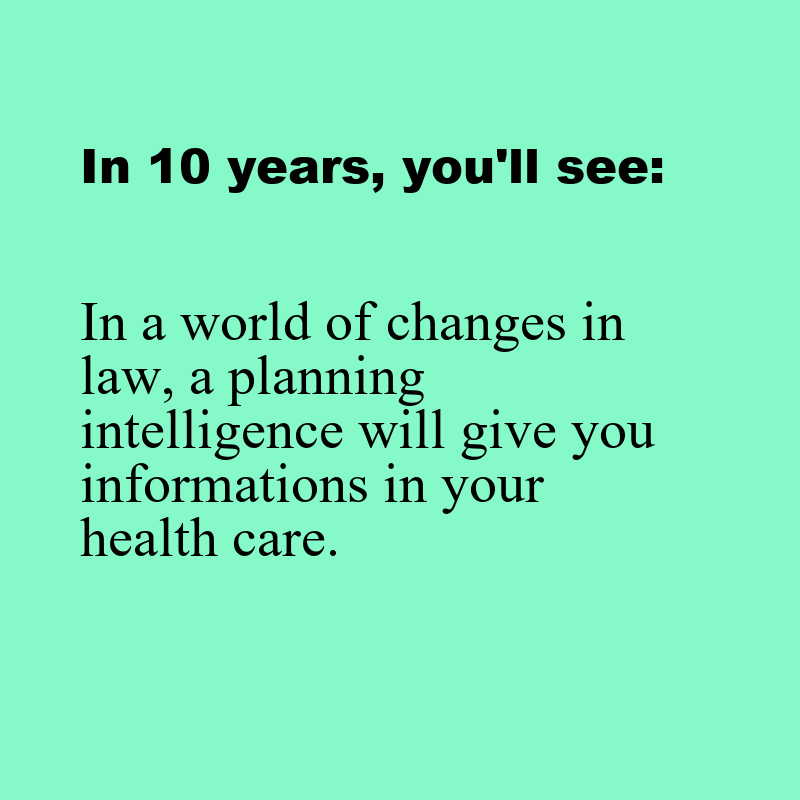 In 10 years, you'll see:
In a world of changes in
law, a planning
intelligence will give you
informations in your
health care.